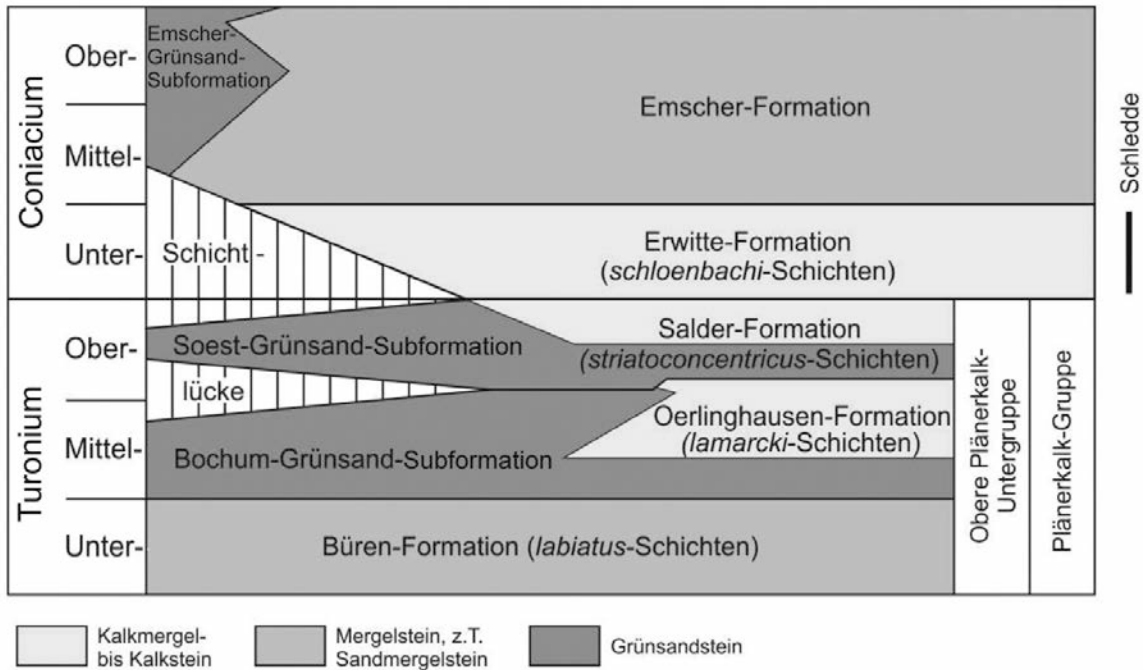 Coniacium
Ober-
Mittel-
Unter-
Turonium
Ober-
Mittel-
Unter-
Emscher-
Grünsand-
Subformation
Emscher-Formation
Schicht -
Erwitte-Formation
(schloenbachi-Schichten)
Soest-Grünsand-Subformation
Salder-Formation
(striatoconcentricus-Schichten)
lücke
Oerlinghausen-Formation
(lamarcki-Schichten)
Bochum-Grünsand-Subformation
Büren-Formation (labiatus-Schichten)
Obere Plänerkalk-
Untergruppe
Plänerkalk-Gruppe
Schledde
Kalkmergel-
bis Kalkstein
Mergelstein, z.T.
Sandmergelstein
Grünsandstein